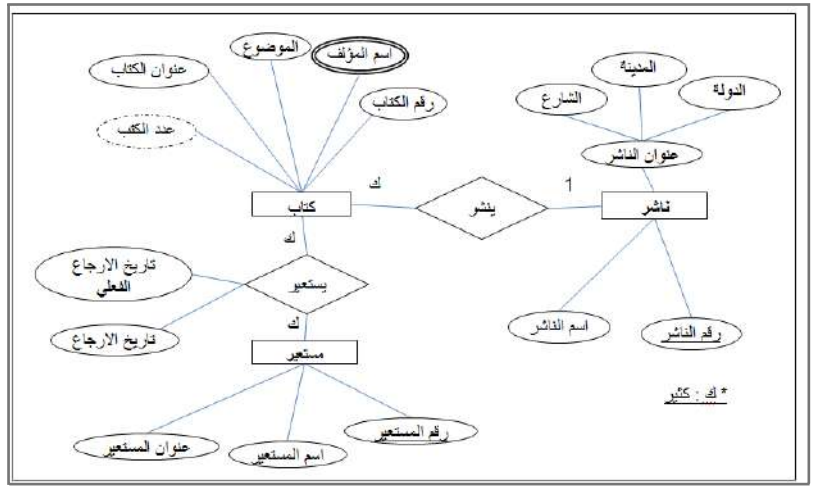 الموضوع
اسم المؤلف
عنوان الكتاب
رقم الكتاب
عدد الكتب
المدينة
الشارع
الدولة
عنوان الناشر
كتاب
ك
ينشر
1
ناشر
ك
تاريخ الارجاع
الفعلي
يستعير
تاريخ الارجاع
ك
مستعير
اسم الناشر
رقم الناشر
* ك : كثير
عنوان المستعير
اسم المستعير
رقم المستعير